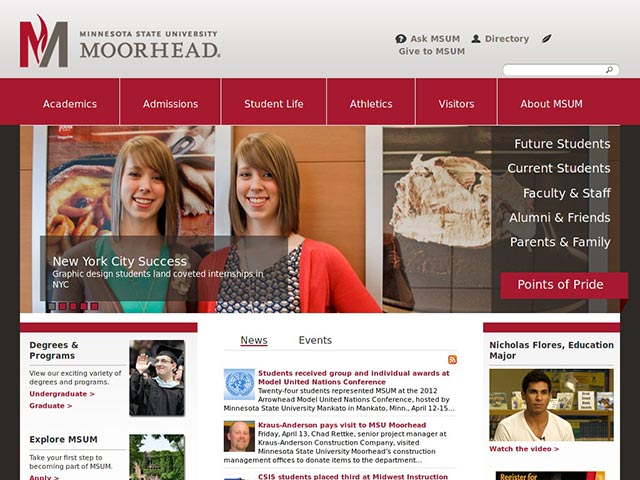 MINNESOTA STATE UNIVERSITY
MOORHEAD®
Ask MSUM
Directory
Give to MSUM
Academics
Admissions
Student Life
Athletics
Visitors
About MSUM
Future Students
Current Students
Faculty & Staff
Alumni & Friends
Parents & Family
Points of Pride
New York City Success
Graphic design students land coveted internships in
NYC
Degrees &
Programs
View our exciting variety of
degrees and programs.
Undergraduate >
Graduate >
Explore MSUM
Take your first step to
becoming part of MSUM.
Apply >
News
Events
Students received group and individual awards at
Model United Nations Conference
Twenty-four students represented MSUM at the 2012
Arrowhead Model United Nations Conference, hosted by
Minnesota State University Mankato in Mankato, Minn., April 12-15...
Kraus-Anderson pays visit to MSU Moorhead
Friday, April 13, Chad Rettke, senior project manager at
Kraus-Anderson Construction Company, visited
Minnesota State University Moorhead's construction
management offices to donate items to the department...
CSIS students placed third at Midwest Instruction
Nicholas Flores, Education
Major
Watch the video >
Register for